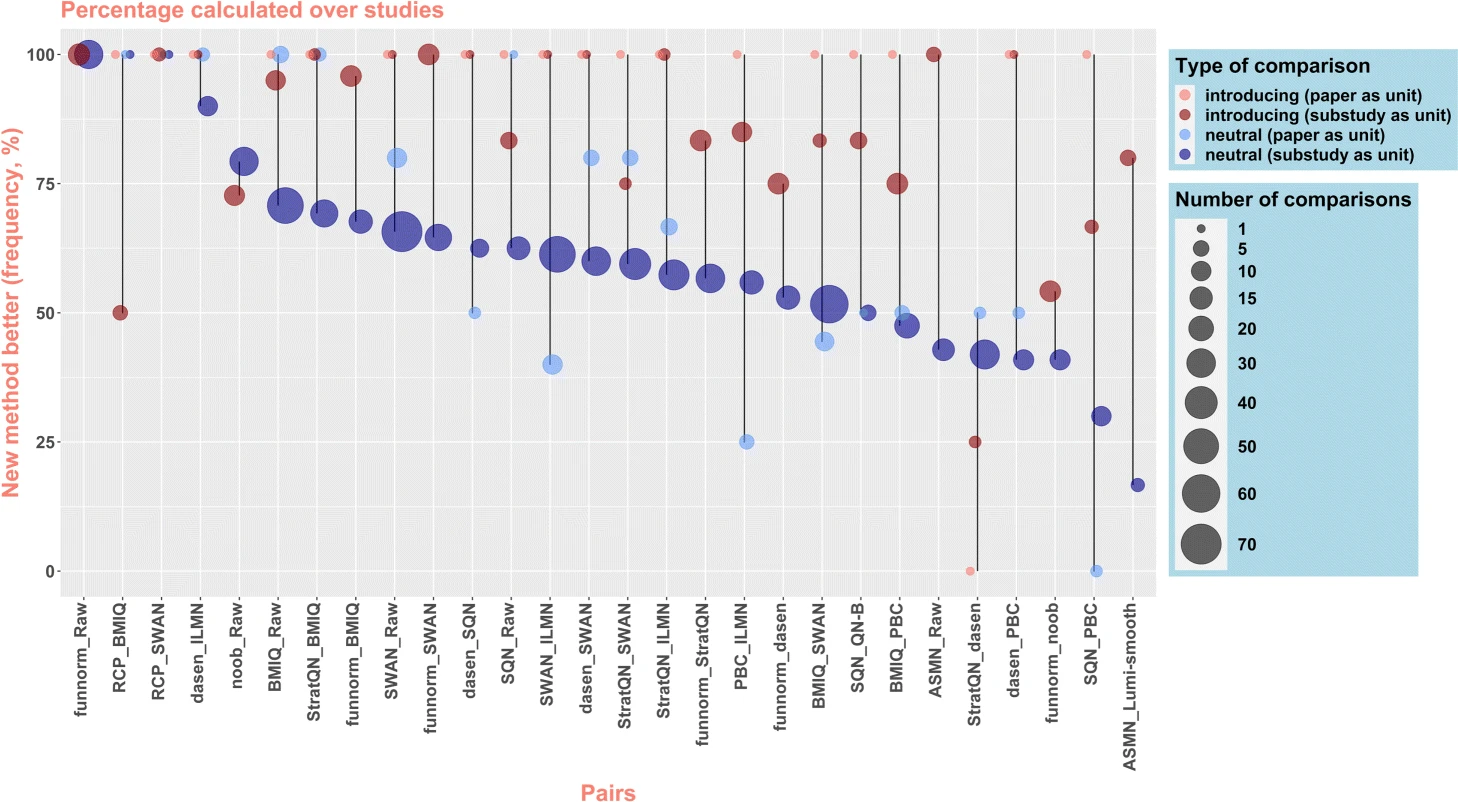 Percentage calculated over studies
New method better (frequency, %)
100
75
50
25
0
funnorm_Raw
RCP_BMIQ
RCP_SWAN
dasen_ILMN
noob_Raw
BMIQ_Raw
StratQN_BMIQ
funnorm_BMIQ
SWAN_Raw
funnorm_SWAN
dasen_SQN
SQN_Raw
SWAN_ILMN
dasen_SWAN
StratQN_SWAN
StratQN_ILMN
funnorm_StratQN
PBC_ILMN
funnorm_dasen
BMIQ_SWAN
SQN_QN-B
BMIQ_PBC
ASMN_Raw
StratQN_dasen
dasen_PBC
funnorm_noob
SQN_PBC
ASMN_Lumi-smooth
Pairs
Type of comparison
introducing (paper as unit)
introducing (substudy as unit)
neutral (paper as unit)
neutral (substudy as unit)
Number of comparisons
1
5
10
15
20
30
40
50
60
70